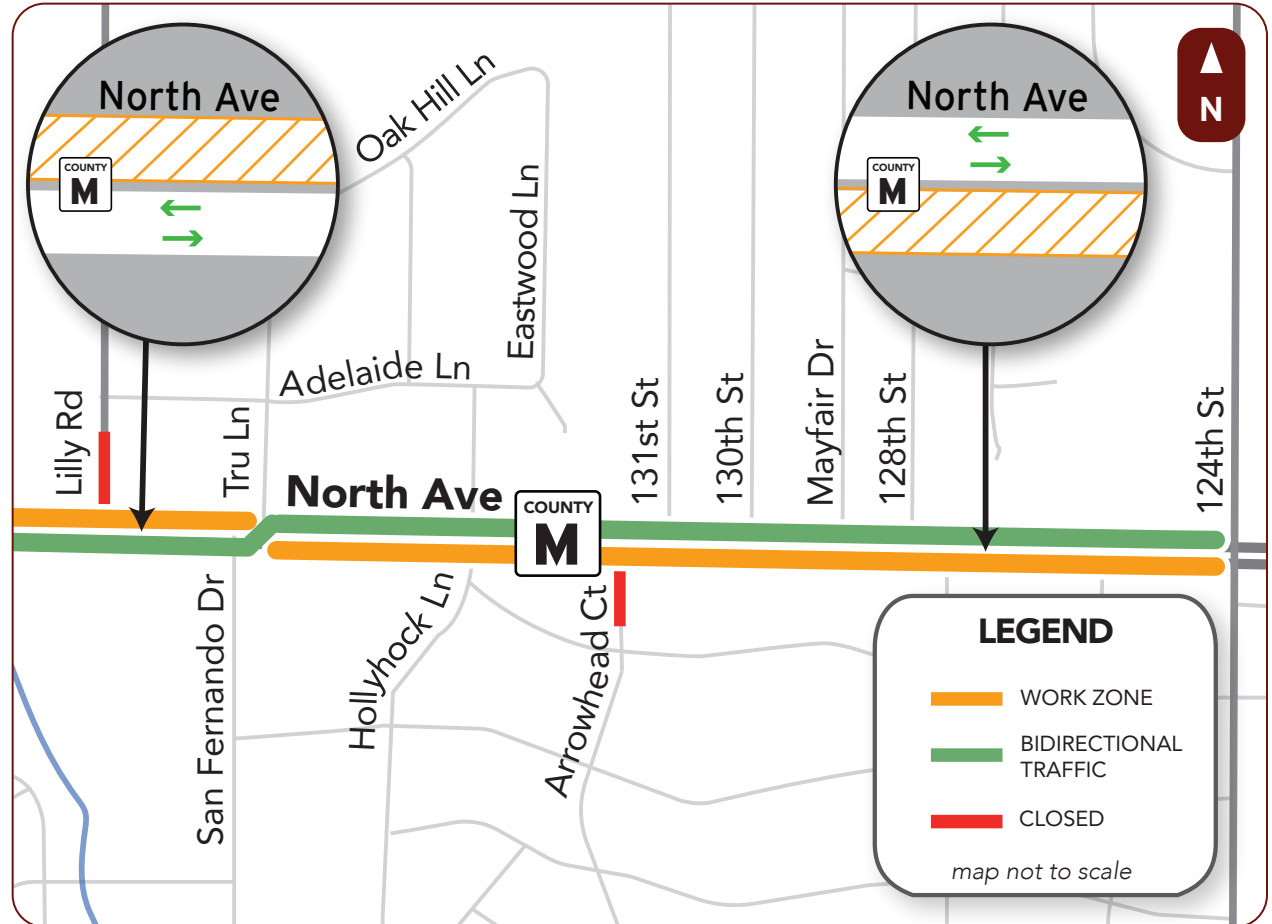 North Ave
COUNTY
M
Oak Hill Ln
Eastwood Ln
North Ave
COUNTY
M
N
Adelaide Ln
Lilly Rd
Tru Ln
131st St
130th St
Mayfair Dr
128th St
124th St
North Ave
COUNTY
M
San Fernando Dr
Hollyhock Ln
Arrowhead Ct
LEGEND
WORK ZONE
BIDIRECTIONAL
TRAFFIC
CLOSED
map not to scale